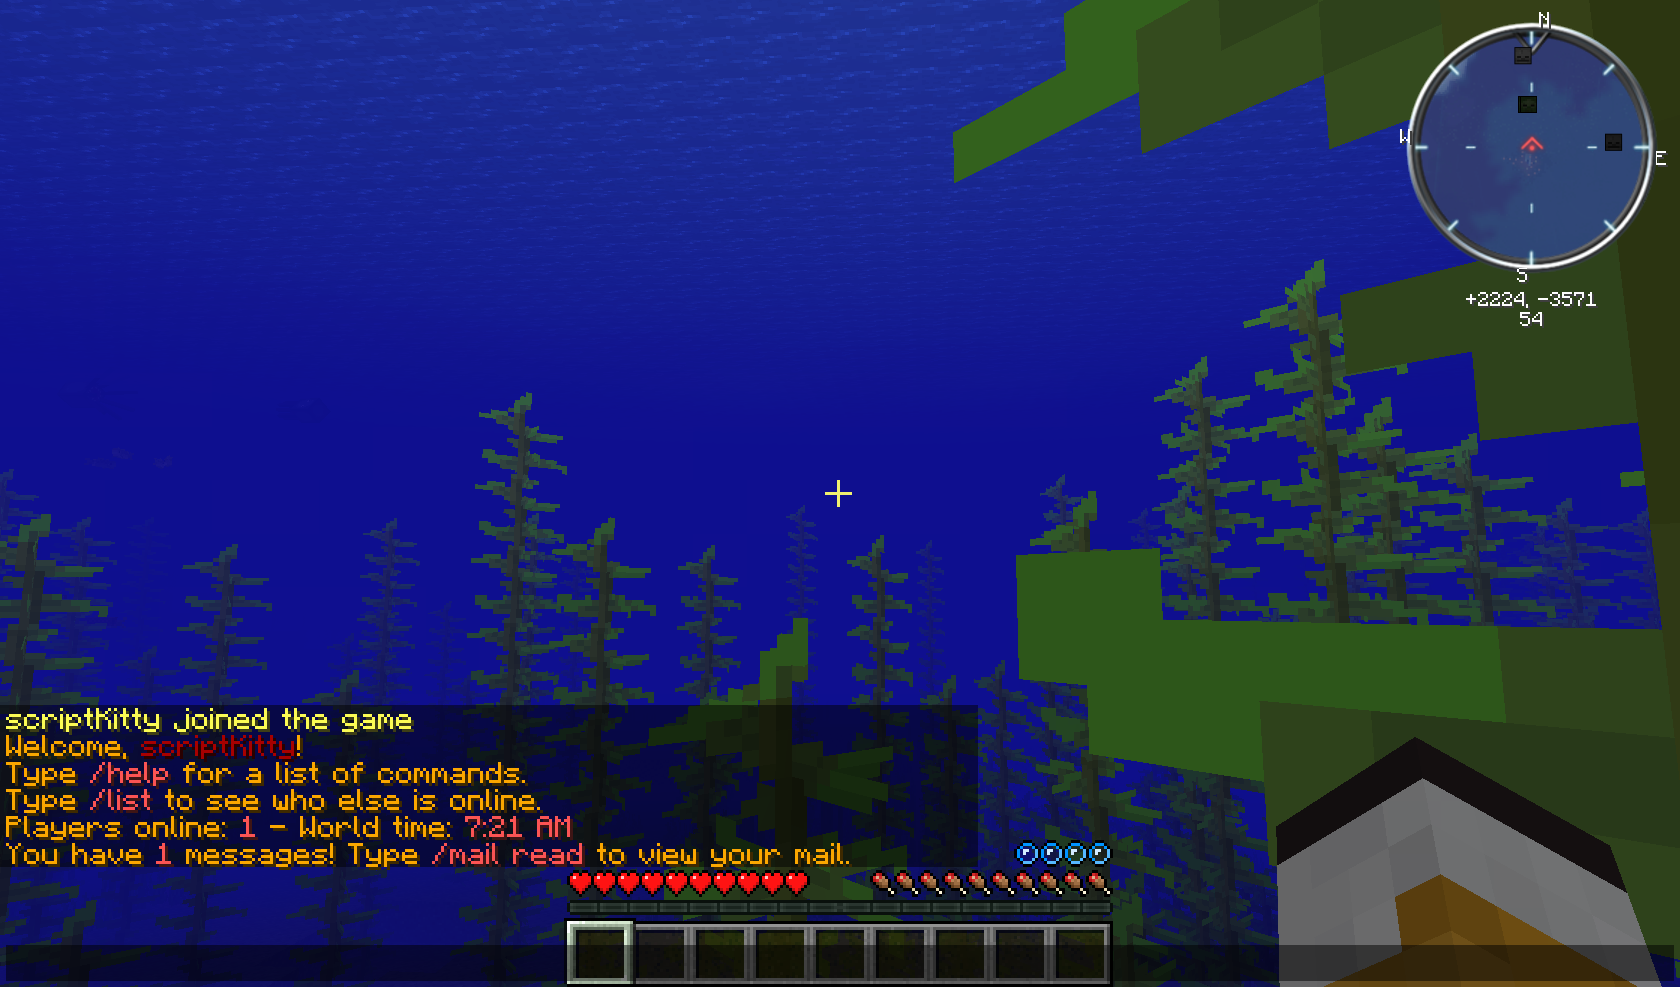 N
W
E
S
+2224, -3571
54
scriptKitty joined the game
Welcome, scriptKitty!
Type /help for a list of commands.
Type /list to see who else is online.
Players online: 1 - World time: 7:21 AM
You have 1 messages! Type /mail read to view your mail.